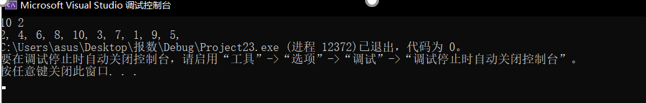 Microsoft Visual Studio 调试控制台
10 2
2, 4, 6, 8, 10, 3, 7, 1, 9, 5,
C:\Users\asus\Desktop\报数\Debug\Project23.exe (进程 12372)已退出，代码为 0。
要在调试停止时自动关闭控制台，请启用“工具”->“选项”->“调试”->“调试停止时自动关闭控制台”。
按任意键关闭此窗口. . .